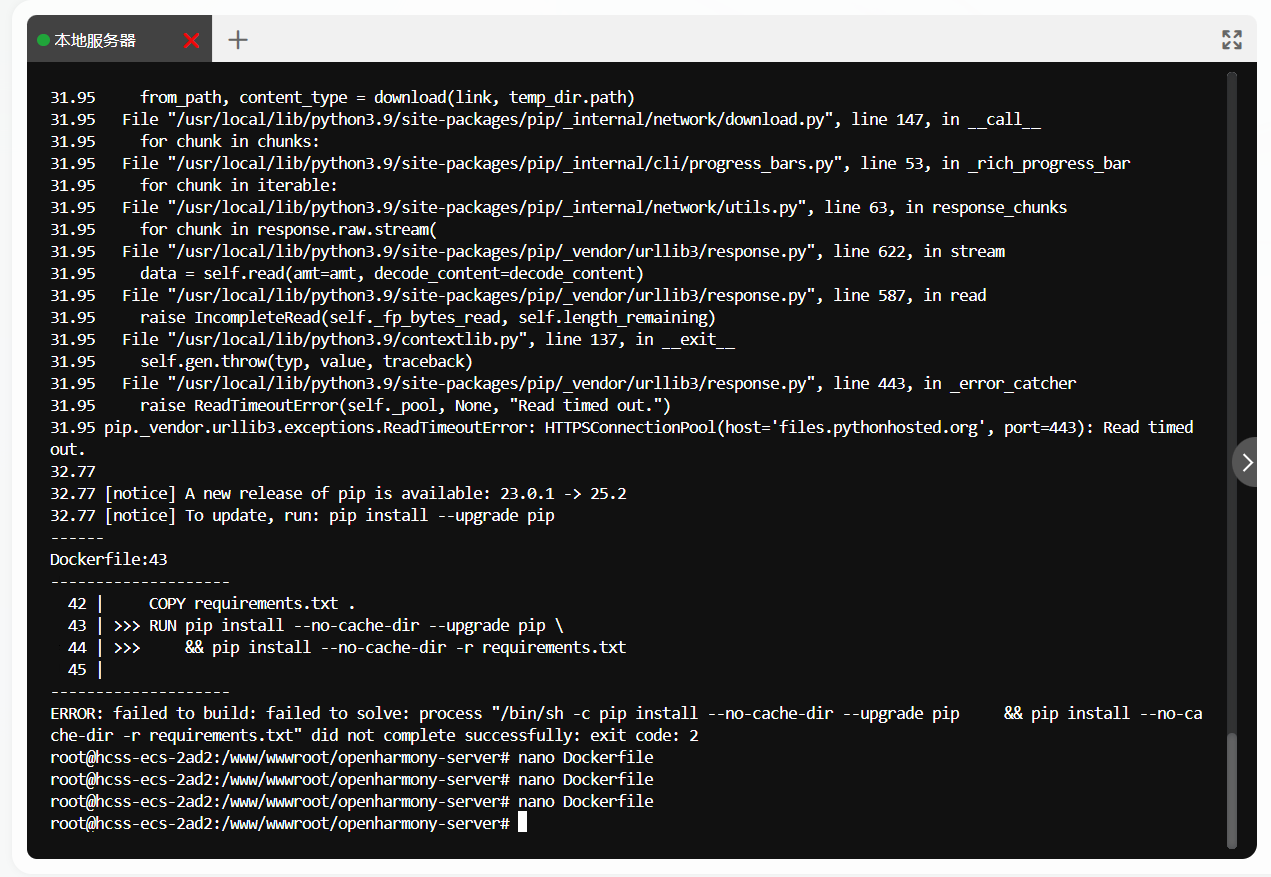 本地服务器
31.95     from_path, content_type = download(link, temp_dir.path)
31.95   File "/usr/local/lib/python3.9/site-packages/pip/_internal/network/download.py", line 147, in __call__
31.95     for chunk in chunks:
31.95   File "/usr/local/lib/python3.9/site-packages/pip/_internal/cli/progress_bars.py", line 53, in _rich_progress_bar
31.95     for chunk in iterable:
31.95   File "/usr/local/lib/python3.9/site-packages/pip/_internal/network/utils.py", line 63, in response_chunks
31.95     for chunk in response.raw.stream(
31.95   File "/usr/local/lib/python3.9/site-packages/pip/_vendor/urllib3/response.py", line 622, in stream
31.95     data = self.read(amt=amt, decode_content=decode_content)
31.95   File "/usr/local/lib/python3.9/site-packages/pip/_vendor/urllib3/response.py", line 587, in read
31.95     raise IncompleteRead(self._fp_bytes_read, self.length_remaining)
31.95   File "/usr/local/lib/python3.9/contextlib.py", line 137, in __exit__
31.95     self.gen.throw(typ, value, traceback)
31.95   File "/usr/local/lib/python3.9/site-packages/pip/_vendor/urllib3/response.py", line 443, in _error_catcher
31.95     raise ReadTimeoutError(self._pool, None, "Read timed out.")
31.95 pip._vendor.urllib3.exceptions.ReadTimeoutError: HTTPSConnectionPool(host='files.pythonhosted.org', port=443): Read timed
out.
32.77
32.77 [notice] A new release of pip is available: 23.0.1 -> 25.2
32.77 [notice] To update, run: pip install --upgrade pip
------
Dockerfile:43
--------------------
  42 |     COPY requirements.txt .
  43 | >>> RUN pip install --no-cache-dir --upgrade pip \
  44 | >>>     && pip install --no-cache-dir -r requirements.txt
  45 |
--------------------
ERROR: failed to build: failed to solve: process "/bin/sh -c pip install --no-cache-dir --upgrade pip     && pip install --no-ca
che-dir -r requirements.txt" did not complete successfully: exit code: 2
root@hcss-ecs-2ad2:/www/wwwroot/openharmony-server# nano Dockerfile
root@hcss-ecs-2ad2:/www/wwwroot/openharmony-server# nano Dockerfile
root@hcss-ecs-2ad2:/www/wwwroot/openharmony-server# nano Dockerfile
root@hcss-ecs-2ad2:/www/wwwroot/openharmony-server#